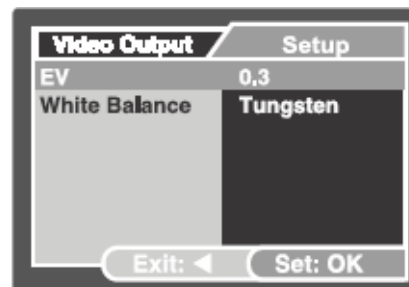 Video Output Setup
EV 0.3
White Balance Tungsten
Exit: ◀ Set: OK